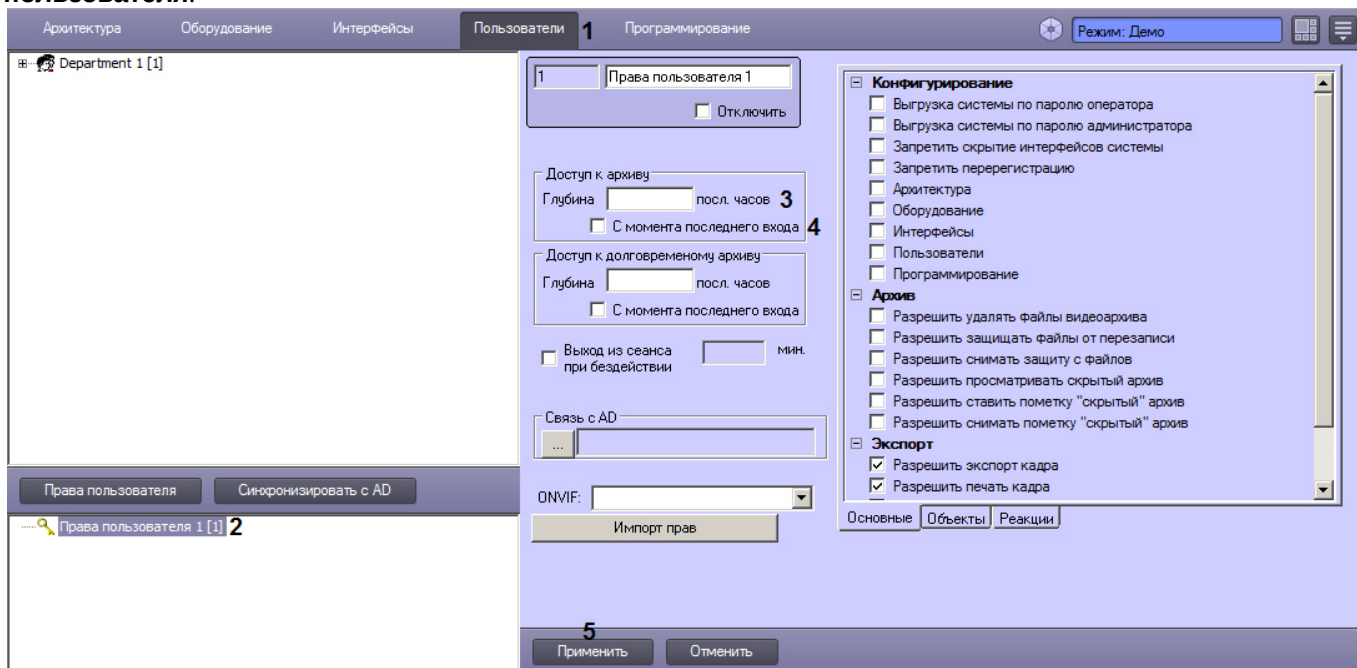 пользователя.
Архитектура Оборудование Интерфейсы Пользователи 1 Программирование Режим: Демо
Department 1 [1]
1 Права пользователя 1
Отключить
Доступ к архиву
Глубина посл. часов 3
С момента последнего входа 4
Доступ к долговременому архиву
Глубина посл. часов
С момента последнего входа
Выход из сеанса при бездействии мин.
Связь с AD
...
ONVIF:
Импорт прав
Конфигурирование
Выгрузка системы по паролю оператора
Выгрузка системы по паролю администратора
Запретить скрытие интерфейсов системы
Запретить перерегистрацию
Архитектура
Оборудование
Интерфейсы
Пользователи
Программирование
Архив
Разрешить удалять файлы видеоархива
Разрешить защищать файлы от перезаписи
Разрешить снимать защиту с файлов
Разрешить просматривать скрытый архив
Разрешить ставить пометку "скрытый" архив
Разрешить снимать пометку "скрытый" архив
Экспорт
Разрешить экспорт кадра
Разрешить печать кадра
Основные Объекты Реакции
Права пользователя Синхронизировать с AD
Права пользователя 1 [1] 2
5
Применить Отменить